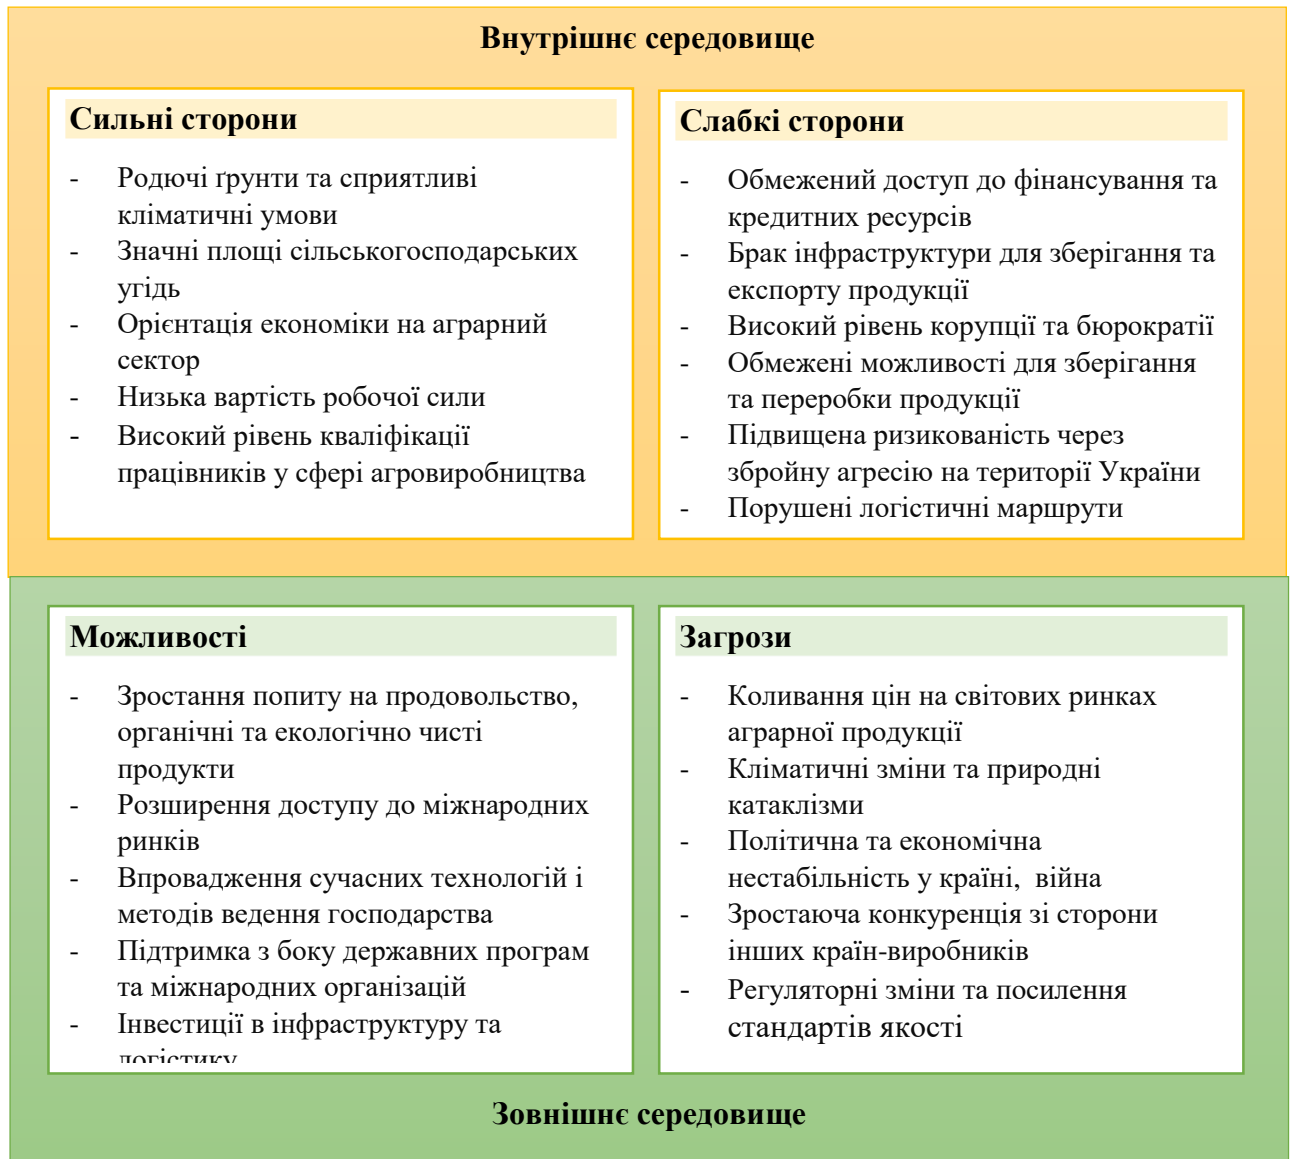 Внутрішнє середовище
Сильні сторони
- Родючі ґрунти та сприятливі
кліматичні умови
- Значні площі сільськогосподарських
угідь
- Орієнтація економіки на аграрний
сектор
- Низька вартість робочої сили
- Високий рівень кваліфікації
працівників у сфері агровиробництва
Слабкі сторони
- Обмежений доступ до фінансування та
кредитних ресурсів
- Брак інфраструктури для зберігання та
експорту продукції
- Високий рівень корупції та бюрократії
- Обмежені можливості для зберігання
та переробки продукції
- Підвищена ризикованість через
збройну агресію на території України
- Порушені логістичні маршрути
Можливості
- Зростання попиту на продовольство,
органічні та екологічно чисті
продукти
- Розширення доступу до міжнародних
ринків
- Впровадження сучасних технологій і
методів ведення господарства
- Підтримка з боку державних програм
та міжнародних організацій
- Інвестиції в інфраструктуру та
логістику
Загрози
- Коливання цін на світових ринках
аграрної продукції
- Кліматичні зміни та природні
катаклізми
- Політична та економічна
нестабільність у країні, війна
- Зростаюча конкуренція зі сторони
інших країн-виробників
- Регуляторні зміни та посилення
стандартів якості
Зовнішнє середовище